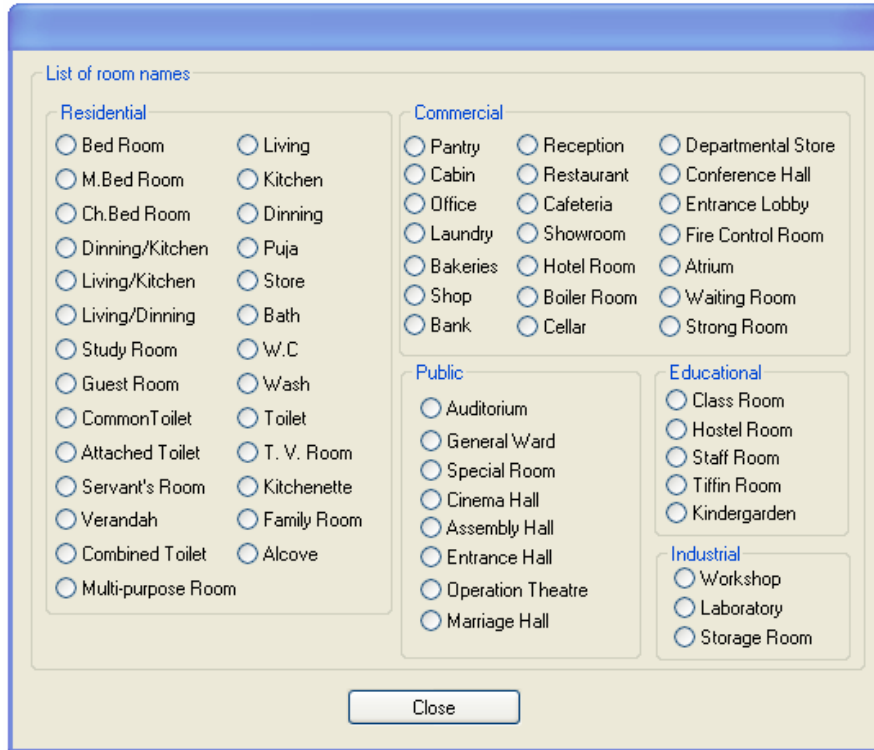 List of room names
Residential
Bed Room
M.Bed Room
Ch.Bed Room
Dinning/Kitchen
Living/Kitchen
Living/Dinning
Study Room
Guest Room
CommonToilet
Attached Toilet
Servant's Room
Verandah
Combined Toilet
Multi-purpose Room
Living
Kitchen
Dinning
Puja
Store
Bath
W.C
Wash
Toilet
T. V. Room
Kitchenette
Family Room
Alcove
Commercial
Pantry
Cabin
Office
Laundry
Bakeries
Shop
Bank
Reception
Restaurant
Cafeteria
Showroom
Hotel Room
Boiler Room
Cellar
Departmental Store
Conference Hall
Entrance Lobby
Fire Control Room
Atrium
Waiting Room
Strong Room
Public
Auditorium
General Ward
Special Room
Cinema Hall
Assembly Hall
Entrance Hall
Operation Theatre
Marriage Hall
Educational
Class Room
Hostel Room
Staff Room
Tiffin Room
Kindergarden
Industrial
Workshop
Laboratory
Storage Room
Close